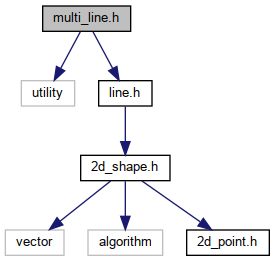 multi_line.h
utility
line.h
2d_shape.h
vector
algorithm
2d_point.h